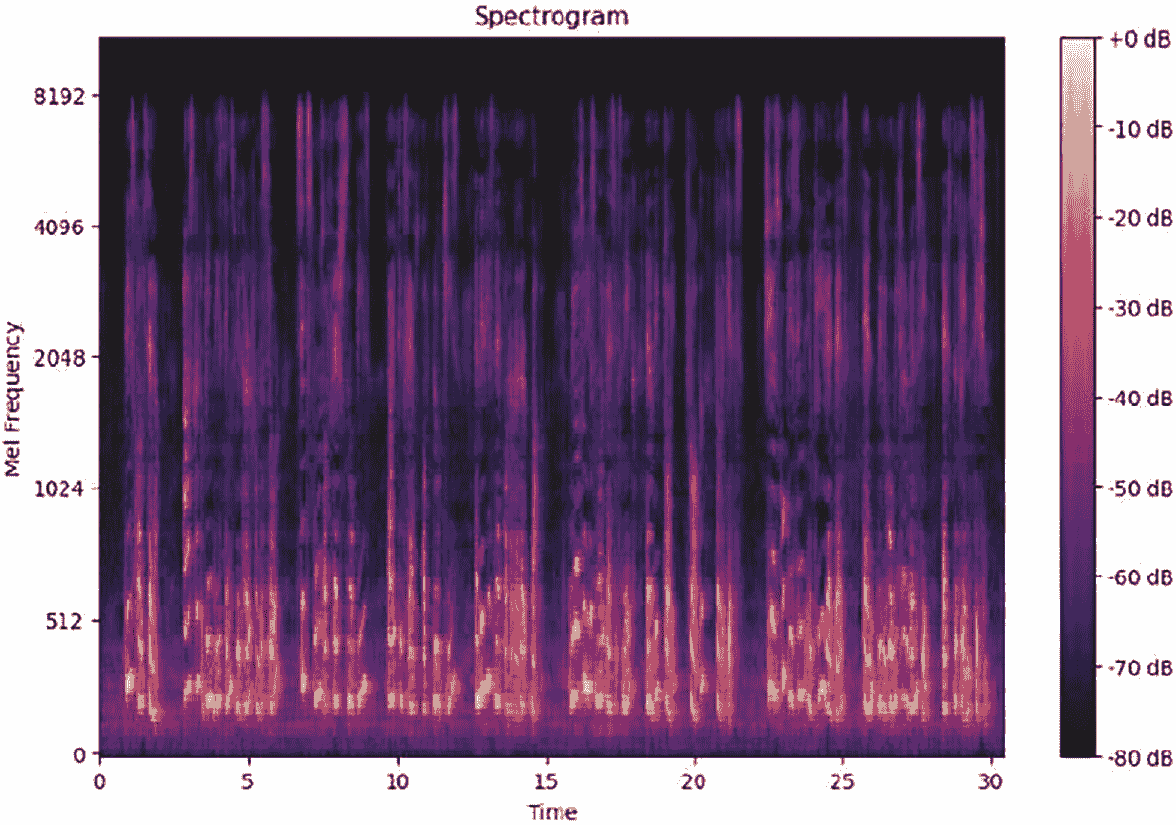 Spectrogram
+0 dB
8192
-10 dB
4096
-20 dB
-30 dB
Mel Frequency
2048
-40 dB
1024
-50 dB
-60 dB
512
-70 dB
0
-80 dB
0 5 10 15 20 25 30
Time